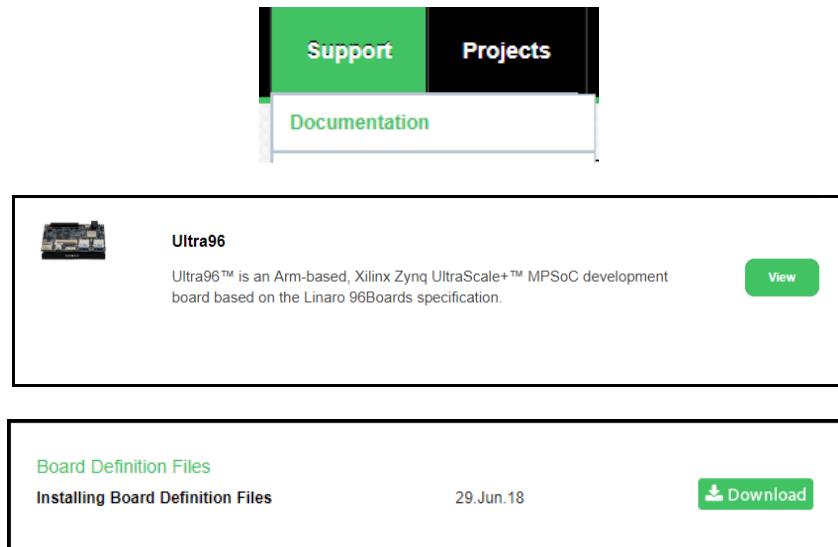 Support Projects
Documentation
Ultra96
Ultra96™ is an Arm-based, Xilinx Zynq UltraScale+™ MPSoC development
board based on the Linaro 96Boards specification.
View
Board Definition Files
Installing Board Definition Files 29.Jun.18 Download